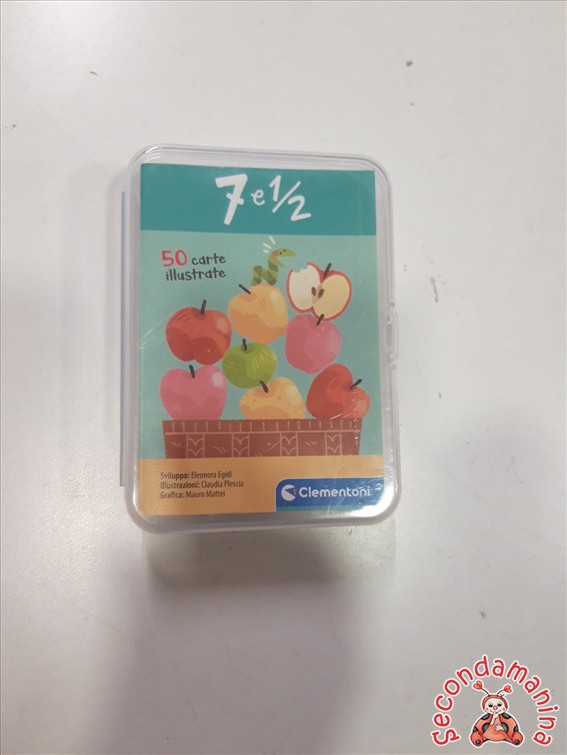 7 e 1/2
50 carte
illustrate
Sviluppo: Eleonora Egidi
Illustrazioni: Claudia Plescia
Grafica: Mauro Mattei
Clementoni
Secondamanina